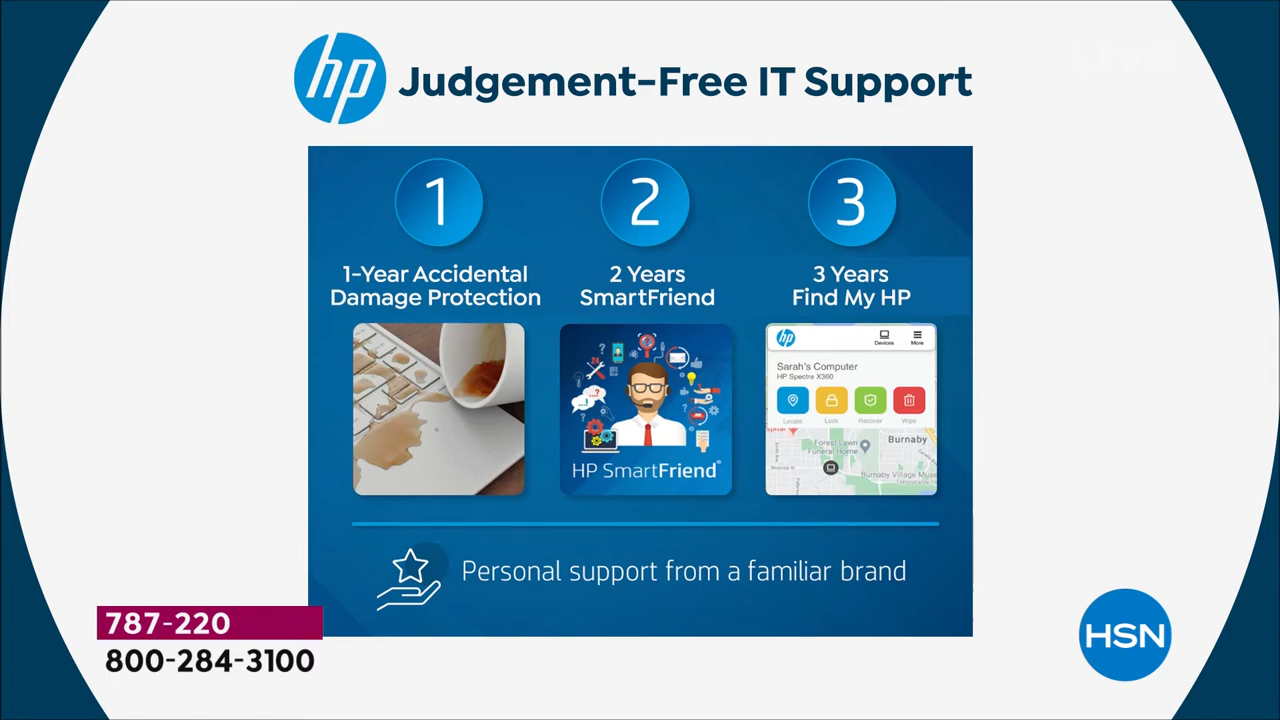 LIVE
hp Judgement-Free IT Support
1
2
3
1-Year Accidental
Damage Protection
2 Years
SmartFriend
3 Years
Find My HP
hp
Devices
More
Sarah's Computer
HP Spectre X360
Locate
Lock
Recover
Wipe
Forest Lawn
Funeral Home
Burnaby
Burnaby Village Muse
HP SmartFriend®
Personal support from a familiar brand
787-220
800-284-3100
HSN